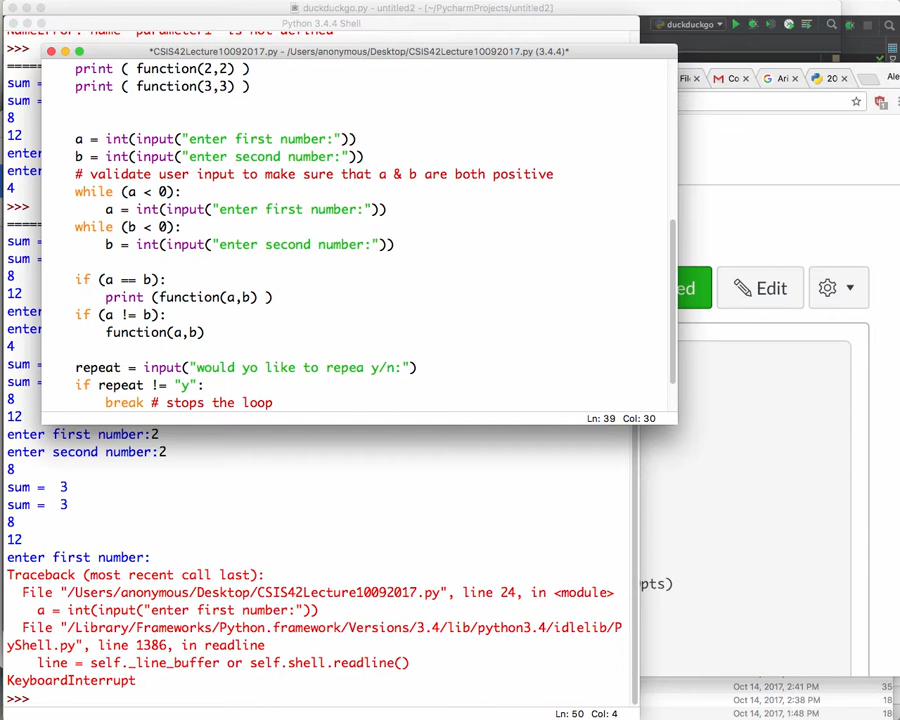 duckduckgo.py - untitled2 - [~/PycharmProjects/untitled2]
Python 3.4.4 Shell
duckduckgo
>>>
*CSIS42Lecture10092017.py - /Users/anonymous/Desktop/CSIS42Lecture10092017.py (3.4.4)*
print ( function(2,2) )
print ( function(3,3) )
a = int(input("enter first number:"))
b = int(input("enter second number:"))
# validate user input to make sure that a & b are both positive
while (a < 0):
a = int(input("enter first number:"))
while (b < 0):
b = int(input("enter second number:"))
if (a == b):
print (function(a,b) )
if (a != b):
function(a,b)
repeat = input("would yo like to repea y/n:")
if repeat != "y":
break # stops the loop
Ln: 39 Col: 30
sum =
sum =
8
12
enter
enter
4
>>>
sum =
sum =
8
12
enter
enter
4
sum =
sum =
8
12
enter first number:2
enter second number:2
8
sum = 3
sum = 3
8
12
enter first number:
Traceback (most recent call last):
File "/Users/anonymous/Desktop/CSIS42Lecture10092017.py", line 24, in <module>
a = int(input("enter first number:"))
File "/Library/Frameworks/Python.framework/Versions/3.4/lib/python3.4/idlelib/P
yShell.py", line 1386, in readline
line = self._line_buffer or self.shell.readline()
KeyboardInterrupt
>>>
Ln: 50 Col: 4
File
Co
Ari
20
Ale
ed
Edit
opts)
Oct 14, 2017, 2:41 PM 35
Oct 14, 2017, 2:38 PM 18
Oct 14, 2017, 1:48 PM 18